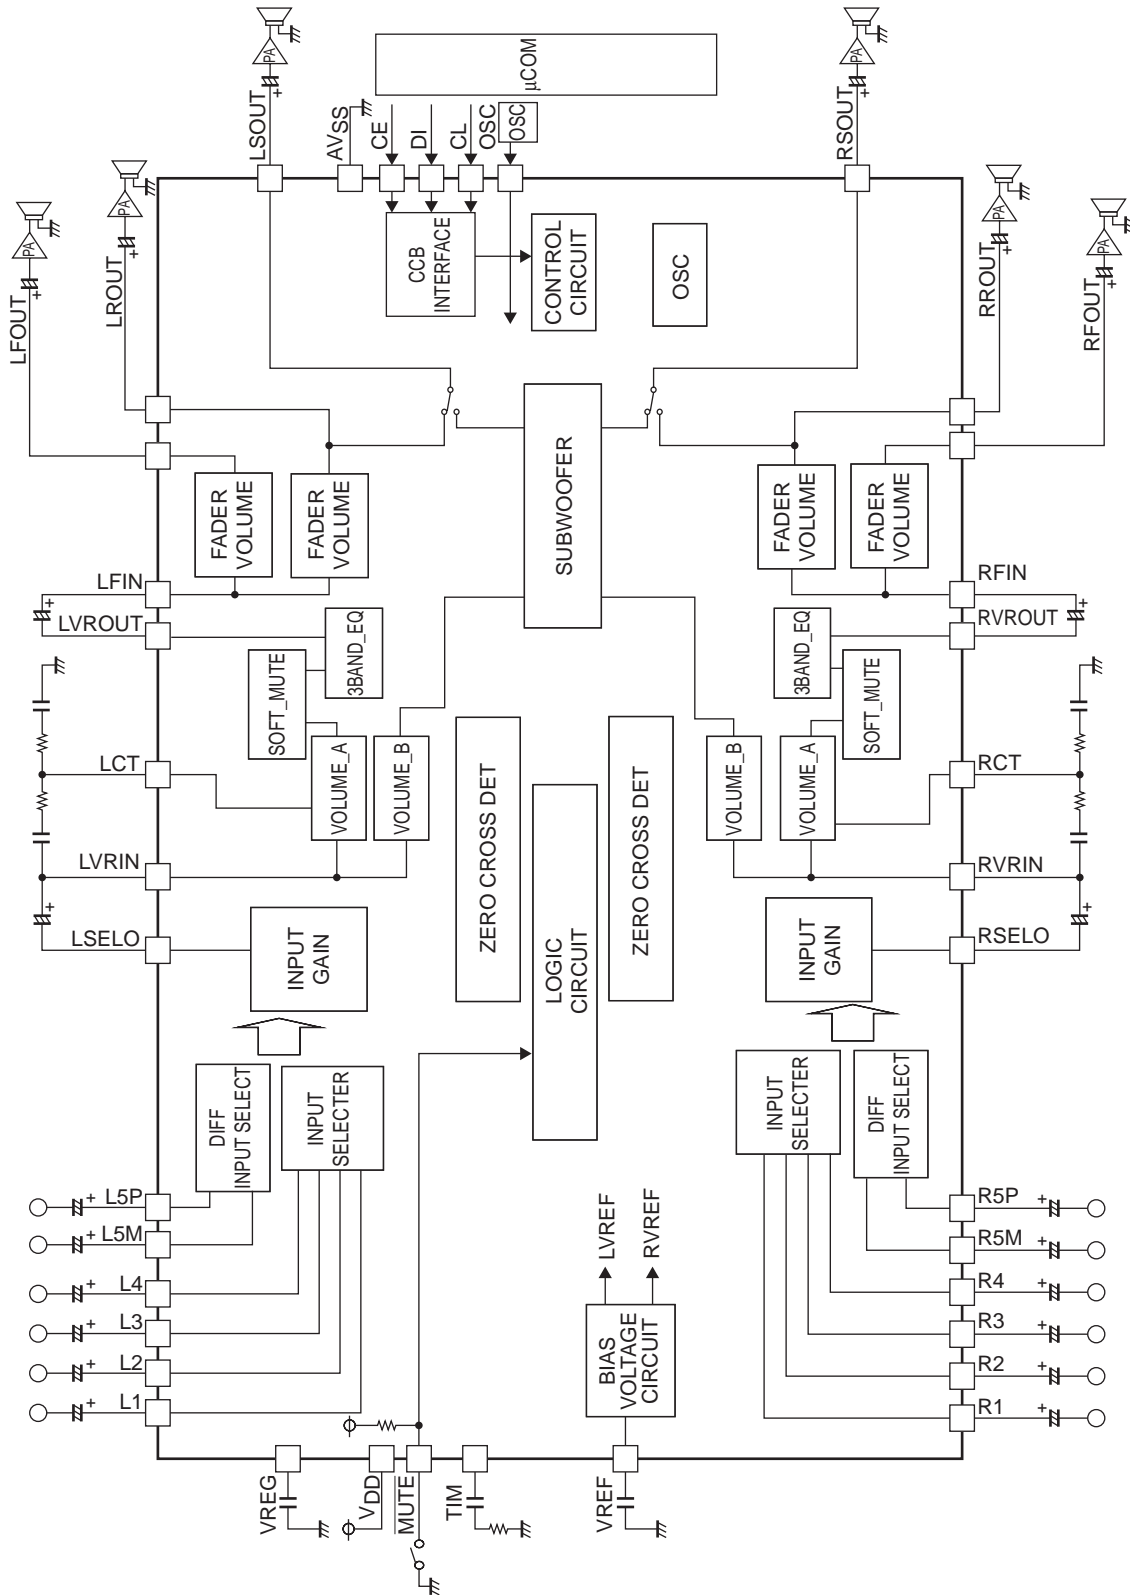 PA
PA
µCOM
LSOUT
AVSS
CE
DI
CL
OSC
OSC
RSOUT
PA
PA
PA
PA
LFOUT
LROUT
CCB
INTERFACE
CONTROL
CIRCUIT
OSC
RROUT
RFOUT
FADER
VOLUME
FADER
VOLUME
SUBWOOFER
FADER
VOLUME
FADER
VOLUME
LFIN
RFIN
LVROUT
RVROUT
3BAND_EQ
3BAND_EQ
SOFT_MUTE
SOFT_MUTE
LCT
RCT
VOLUME_A
VOLUME_B
VOLUME_B
VOLUME_A
ZERO CROSS DET
ZERO CROSS DET
LOGIC
CIRCUIT
LVRIN
RVRIN
LSELO
RSELO
INPUT
GAIN
INPUT
GAIN
DIFF
INPUT SELECT
INPUT
SELECTER
INPUT
SELECTER
DIFF
INPUT SELECT
+ L5P
R5P +
+ L5M
R5M +
+ L4
R4 +
+ L3
R3 +
+ L2
R2 +
+ L1
R1 +
LVREF
RVREF
BIAS
VOLTAGE
CIRCUIT
VREG
VDD
MUTE
TIM
VREF